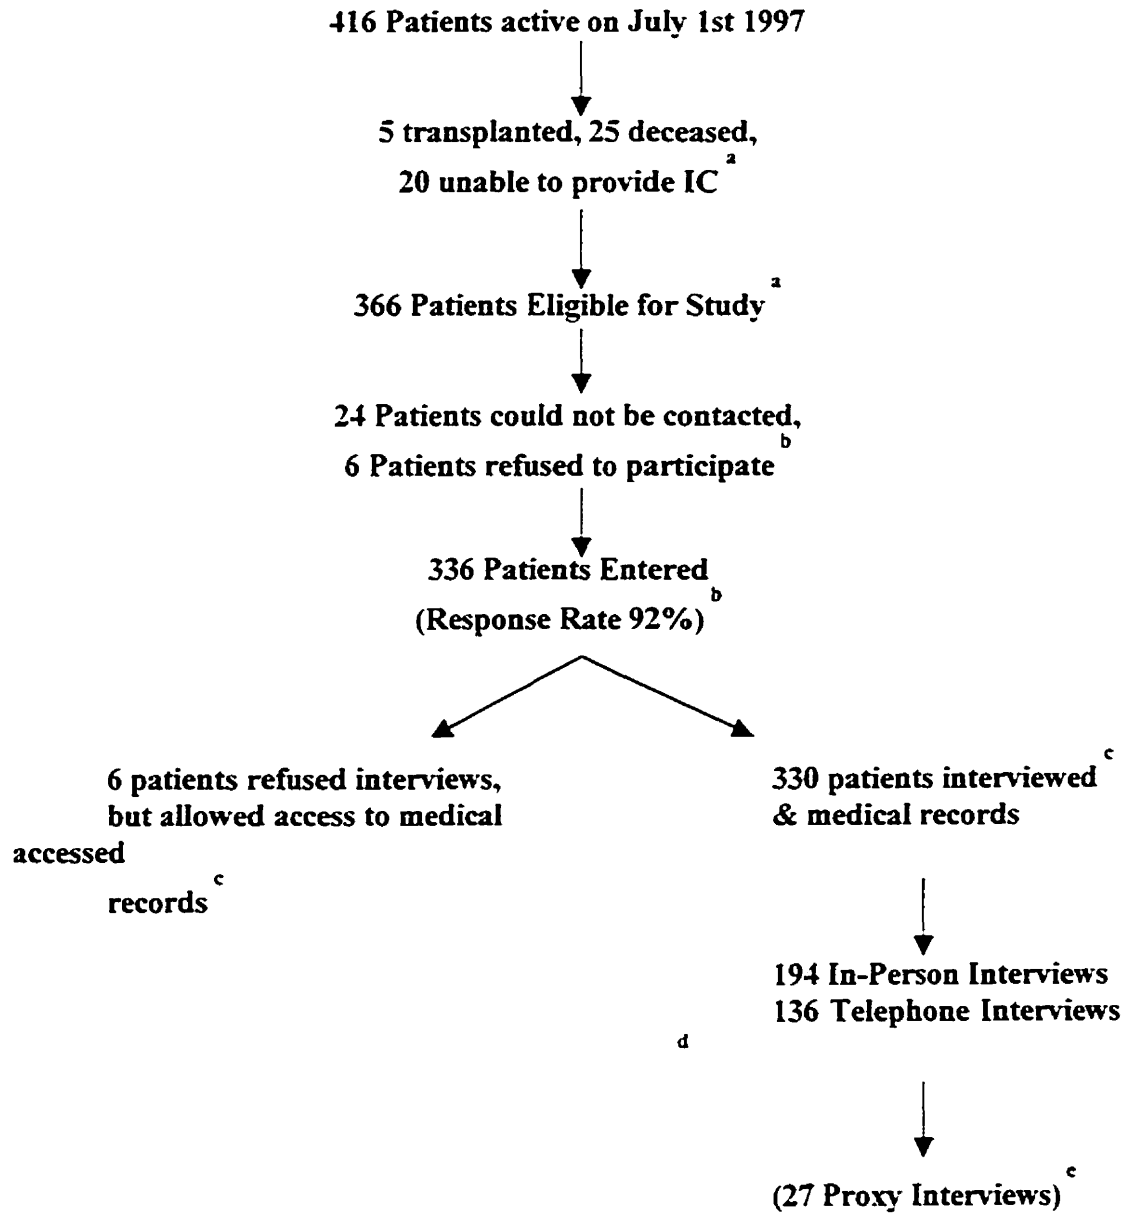 416 Patients active on July 1st 1997
5 transplanted, 25 deceased,
20 unable to provide IC a
366 Patients Eligible for Study a
24 Patients could not be contacted,
6 Patients refused to participate b
336 Patients Entered
(Response Rate 92%) b
6 patients refused interviews,
but allowed access to medical
accessed
records c
330 patients interviewed c
& medical records
194 In-Person Interviews
136 Telephone Interviews
d
(27 Proxy Interviews) e